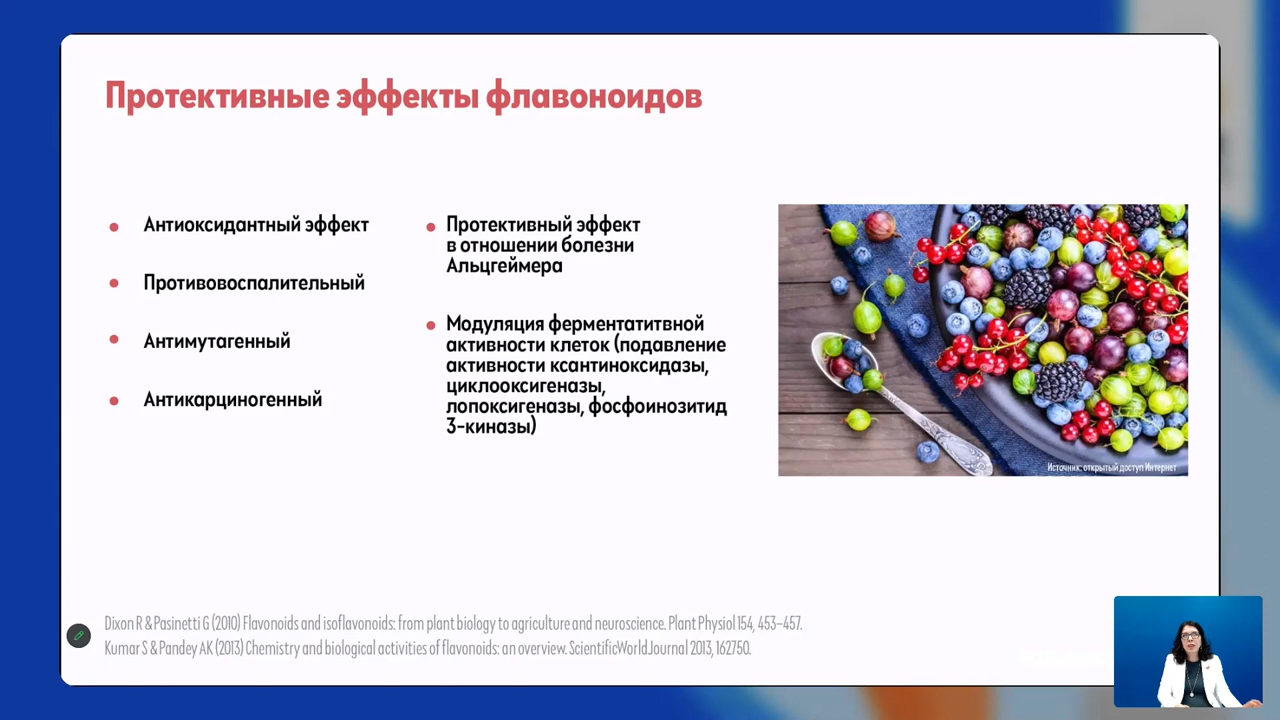 Протективные эффекты флавоноидов
Антиоксидантный эффект
Противовоспалительный
Антимутагенный
Антикарциногенный
Протективный эффект
в отношении болезни
Альцгеймера
Модуляция ферментатитвной
активности клеток (подавление
активности ксантиноксидазы,
циклооксигеназы,
лопоксигеназы, фосфоинозитид
3-киназы)
Источник: открытый доступ Интернет
Dixon R & Pasinetti G (2010) Flavonoids and isoflavonoids: from plant biology to agriculture and neuroscience. Plant Physiol 154, 453–457.
Kumar S & Pandey AK (2013) Chemistry and biological activities of flavonoids: an overview. ScientificWorldJournal 2013, 162750.